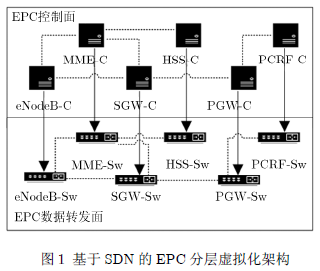 EPC控制面
MME-C HSS-C PCRF-C
eNodeB-C SGW-C PGW-C
MME-Sw HSS-Sw PCRF-Sw
eNodeB-Sw SGW-Sw PGW-Sw
EPC数据转发面
图1 基于 SDN 的 EPC 分层虚拟化架构